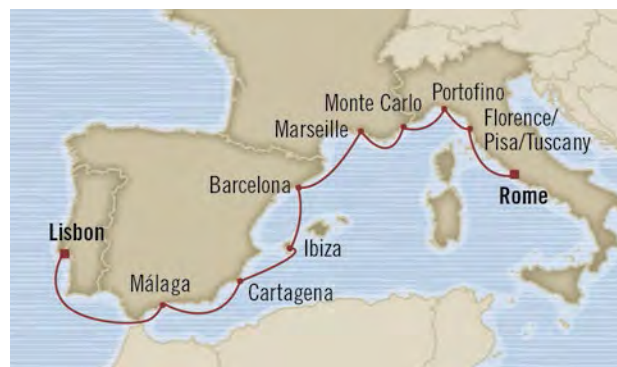 Portofino
Monte Carlo
Florence/
Pisa/Tuscany
Marseille
Barcelona
Rome
Lisbon
Ibiza
Málaga
Cartagena